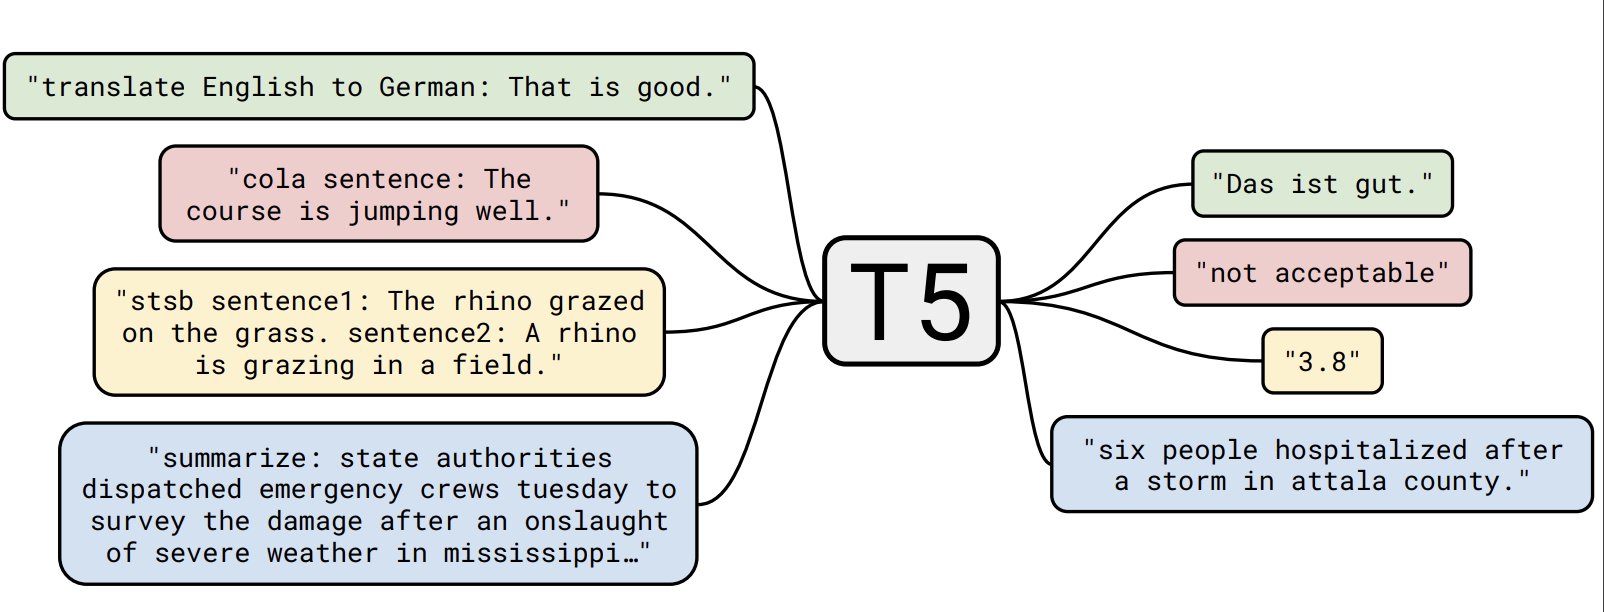 "translate English to German: That is good."
"cola sentence: The
course is jumping well."
"stsb sentence1: The rhino grazed
on the grass. sentence2: A rhino
is grazing in a field."
"summarize: state authorities
dispatched emergency crews tuesday to
survey the damage after an onslaught
of severe weather in mississippi…"
T5
"Das ist gut."
"not acceptable"
"3.8"
"six people hospitalized after
a storm in attala county."